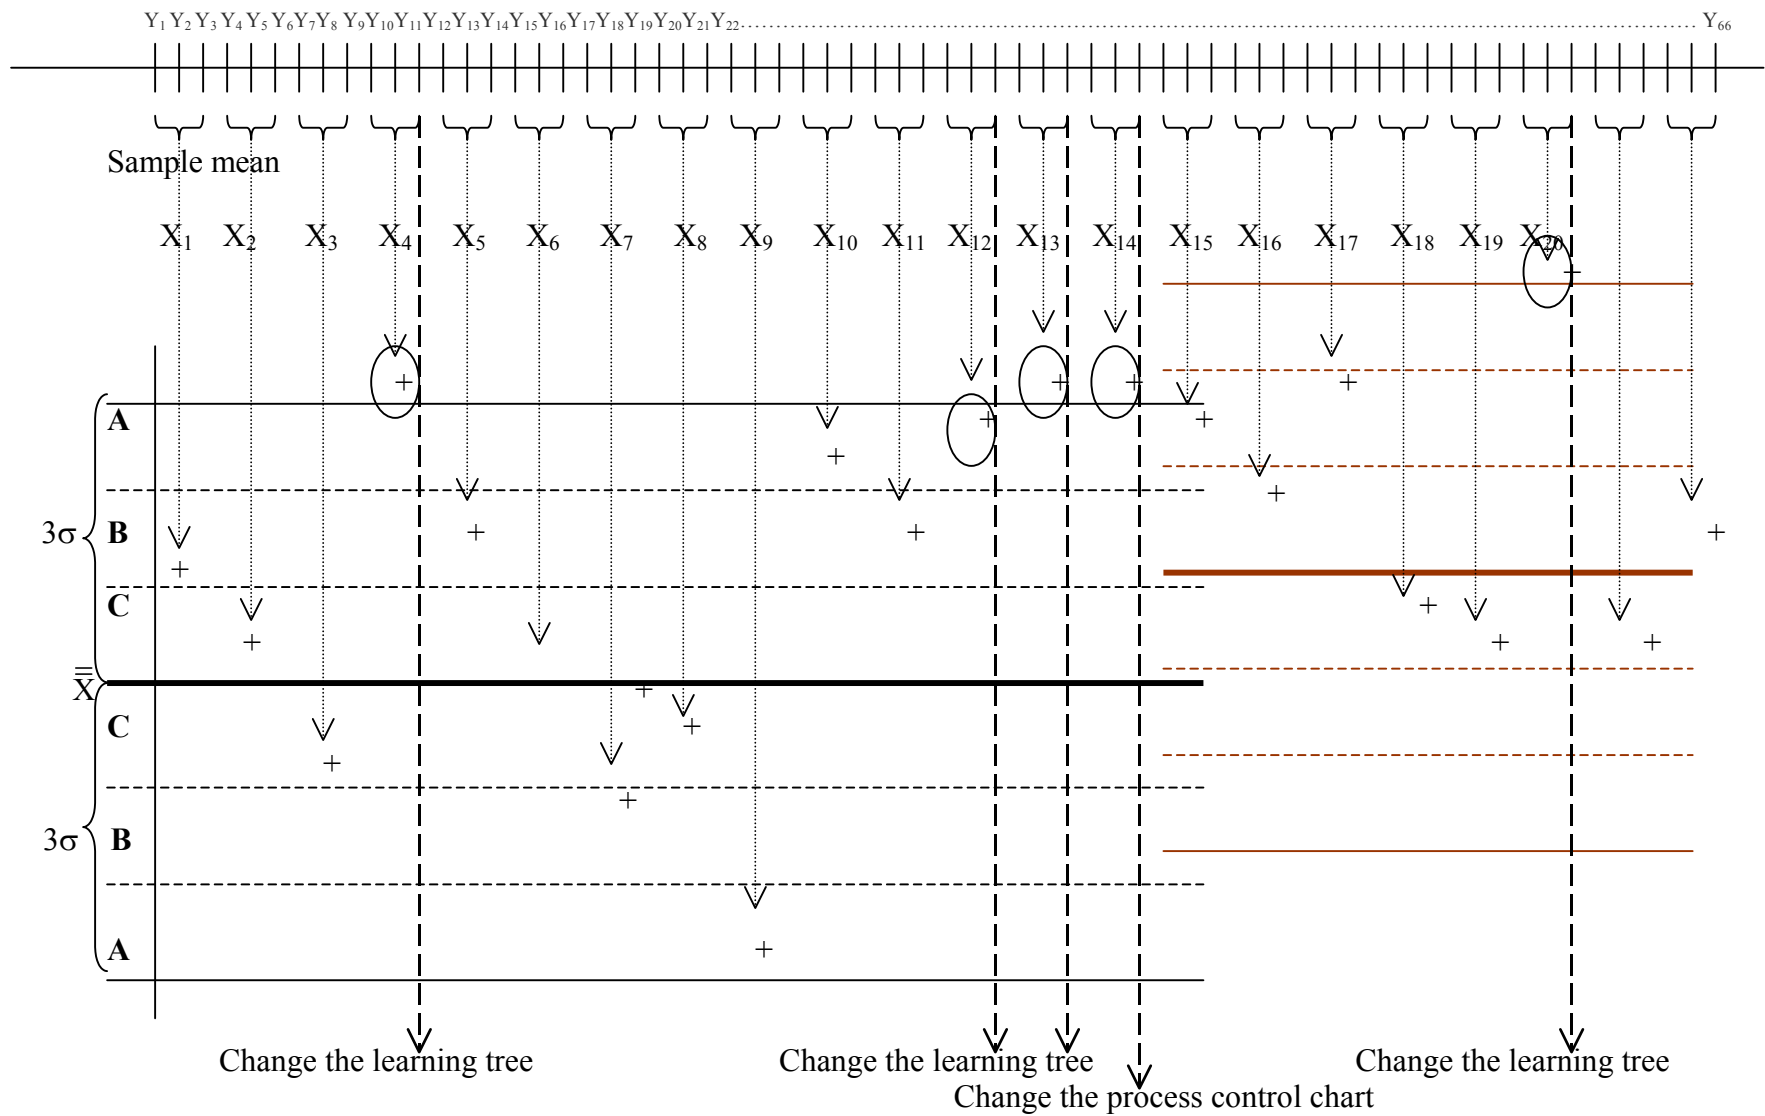 Y₁ Y₂ Y₃ Y₄ Y₅ Y₆ Y₇ Y₈ Y₉ Y₁₀ Y₁₁ Y₁₂ Y₁₃ Y₁₄ Y₁₅ Y₁₆ Y₁₇ Y₁₈ Y₁₉ Y₂₀ Y₂₁ Y₂₂........................................ Y₆₆
Sample mean
X₁ X₂ X₃ X₄ X₅ X₆ X₇ X₈ X₉ X₁₀ X₁₁ X₁₂ X₁₃ X₁₄ X₁₅ X₁₆ X₁₇ X₁₈ X₁₉ X₂₀
A
3σ B
C
X̿
C
3σ B
A
Change the learning tree Change the learning tree Change the learning tree
Change the process control chart